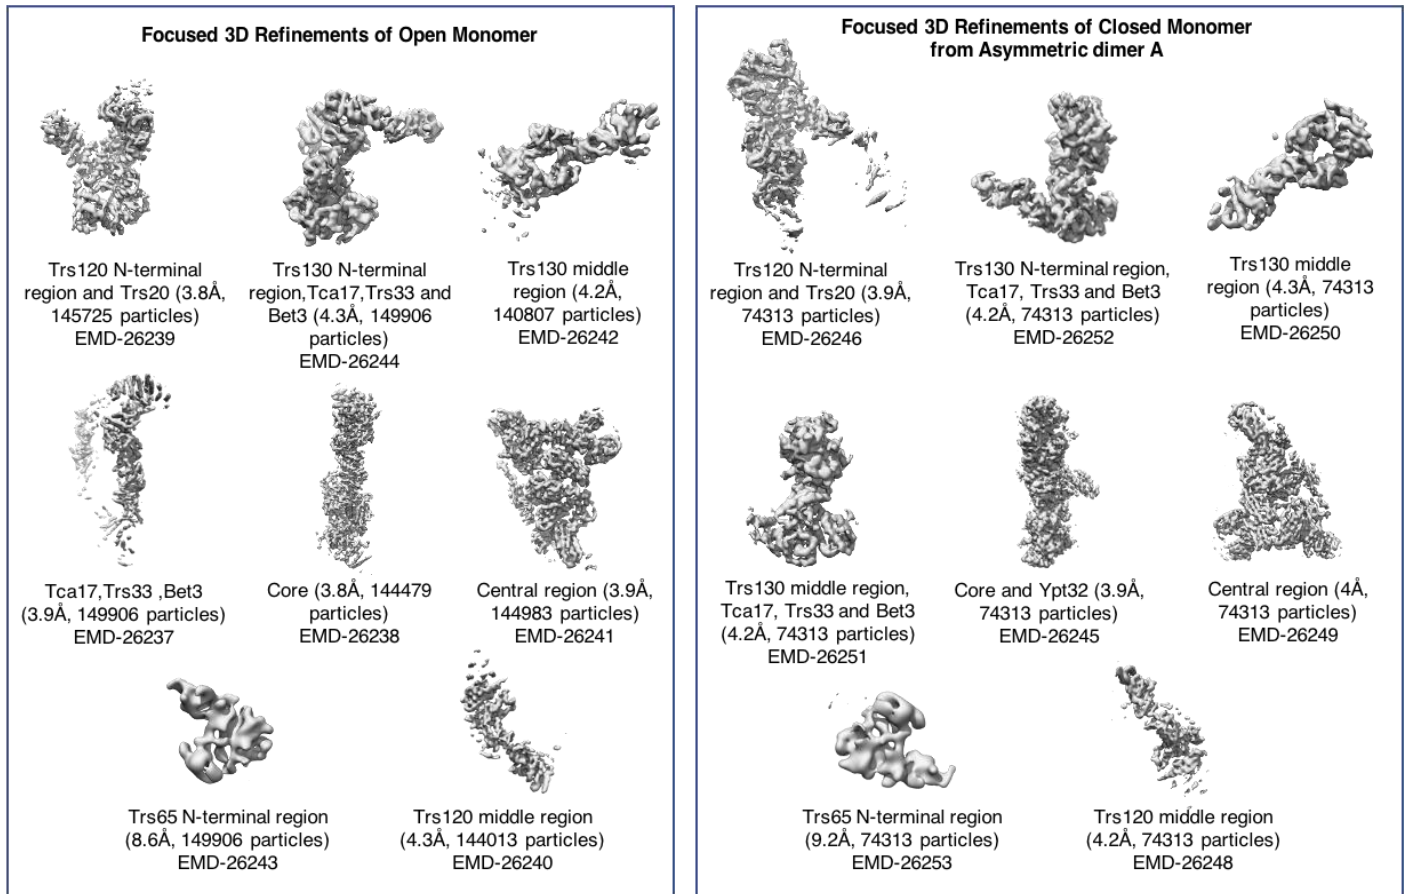 Focused 3D Refinements of Open Monomer
Trs120 N-terminal
region and Trs20 (3.8Å,
145725 particles)
EMD-26239
Trs130 N-terminal
region,Tca17,Trs33 and
Bet3 (4.3Å, 149906
particles)
EMD-26244
Trs130 middle
region (4.2Å,
140807 particles)
EMD-26242
Tca17,Trs33 ,Bet3
(3.9Å, 149906 particles)
EMD-26237
Core (3.8Å, 144479
particles)
EMD-26238
Central region (3.9Å,
144983 particles)
EMD-26241
Trs65 N-terminal region
(8.6Å, 149906 particles)
EMD-26243
Trs120 middle region
(4.3Å, 144013 particles)
EMD-26240
Focused 3D Refinements of Closed Monomer
from Asymmetric dimer A
Trs120 N-terminal
region and Trs20 (3.9Å,
74313 particles)
EMD-26246
Trs130 N-terminal region,
Tca17, Trs33 and Bet3
(4.2Å, 74313 particles)
EMD-26252
Trs130 middle
region (4.3Å, 74313
particles)
EMD-26250
Trs130 middle region,
Tca17, Trs33 and Bet3
(4.2Å, 74313 particles)
EMD-26251
Core and Ypt32 (3.9Å,
74313 particles)
EMD-26245
Central region (4Å,
74313 particles)
EMD-26249
Trs65 N-terminal region
(9.2Å, 74313 particles)
EMD-26253
Trs120 middle region
(4.2Å, 74313 particles)
EMD-26248